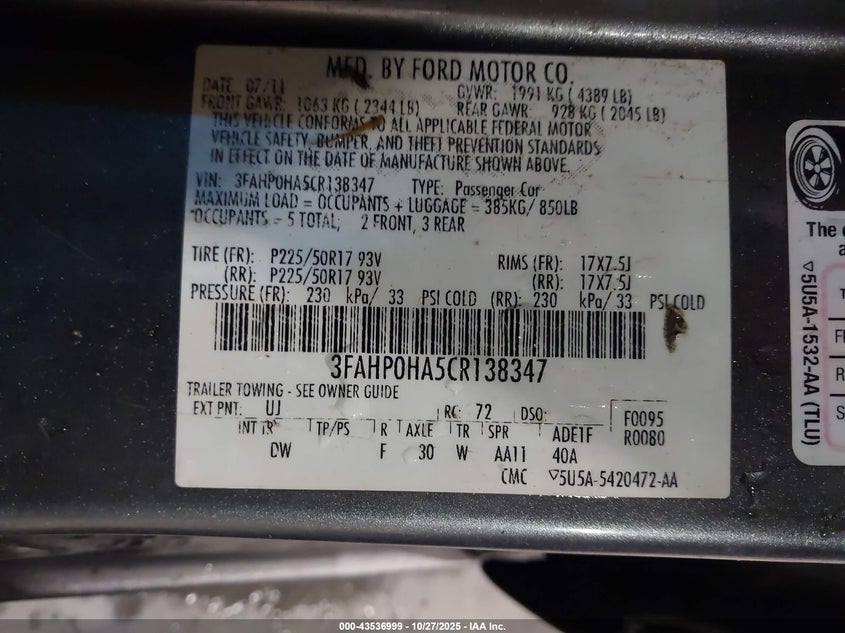 MFD. BY FORD MOTOR CO.
DATE: 07/11 GVWR: 1991 KG ( 4389 LB)
FRONT GAWR: 1063 KG ( 2344 LB) REAR GAWR: 928 KG ( 2045 LB)
THIS VEHICLE CONFORMS TO ALL APPLICABLE FEDERAL MOTOR
VEHICLE SAFETY, BUMPER, AND THEFT PREVENTION STANDARDS
IN EFFECT ON THE DATE OF MANUFACTURE SHOWN ABOVE.
VIN: 3FAHP0HA5CR138347 TYPE: Passenger Car
MAXIMUM LOAD = OCCUPANTS + LUGGAGE = 385KG/ 850LB
OCCUPANTS = 5 TOTAL; 2 FRONT, 3 REAR
TIRE (FR): P225/50R17 93V RIMS (FR): 17X7.5J
(RR): P225/50R17 93V (RR): 17X7.5J
PRESSURE (FR): 230 kPa/ 33 PSI COLD (RR): 230 kPa/ 33 PSI COLD
3FAHP0HA5CR138347
TRAILER TOWING - SEE OWNER GUIDE
EXT PNT: UJ RC: 72 DSO: F0095
INT TR TP/PS R AXLE TR SPR ADE1F R0080
DW F 30 W AA11 40A
CMC ▽5U5A-5420472-AA
The
a
▽5U5A-1532-AA (TLU)
T
F
R
S
000-43536999 - 10/27/2025 - IAA Inc.